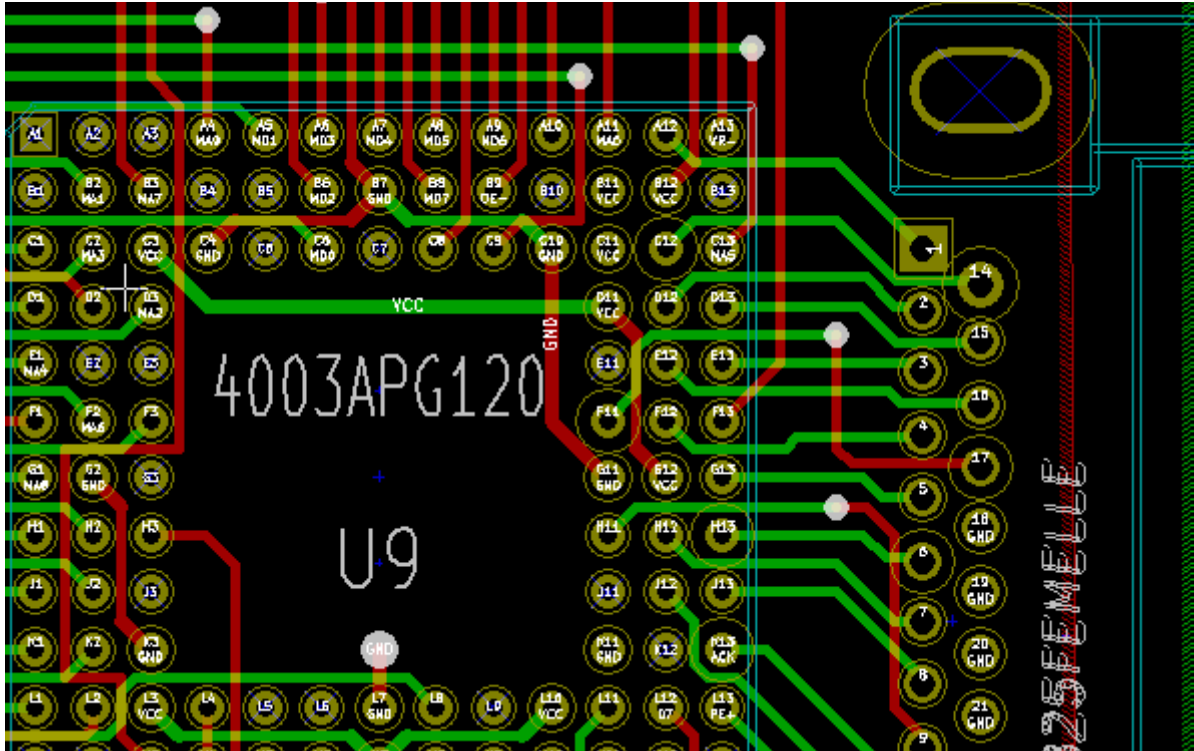 A1 A2 A3 A4 A5 A6 A7 A8 A9 A10 A11 A12 A13
MD1 MD3 MD4 MD5 MD6 WR-
B1 B2 B3 B4 B5 B6 B7 B8 B9 B10 B11 B12 B13
MA1 MA7 MD2 GND MD7 OE- VCC VCC
C1 C2 C3 C4 C5 C6 C7 C8 C9 C10 C11 C12 C13
MA3 VCC GND MD0 GND VCC MA5
1
14
D1 D2 D3 VCC D11 D12 D13 2
MA2 VCC
GND
15
E1 E2 E3 4003APG120 E11 E12 E13 3
MA4
16
F1 F2 F3 F11 F12 F13 4
MA6
17
G1 G2 G3 G11 G12 G13 5
GND GND VCC
18
GND
H1 H2 H3 U9 H11 H12 H13 6
J1 J2 J3 J11 J12 J13 19
GND
7
K1 K2 K3 GND K11 K12 K13 20
GND GND ACK GND
8
L1 L2 L3 L4 L5 L6 L7 L8 L9 L10 L11 L12 L13 21
VCC GND VCC D7 PE+ GND
9
B25FEMELLE